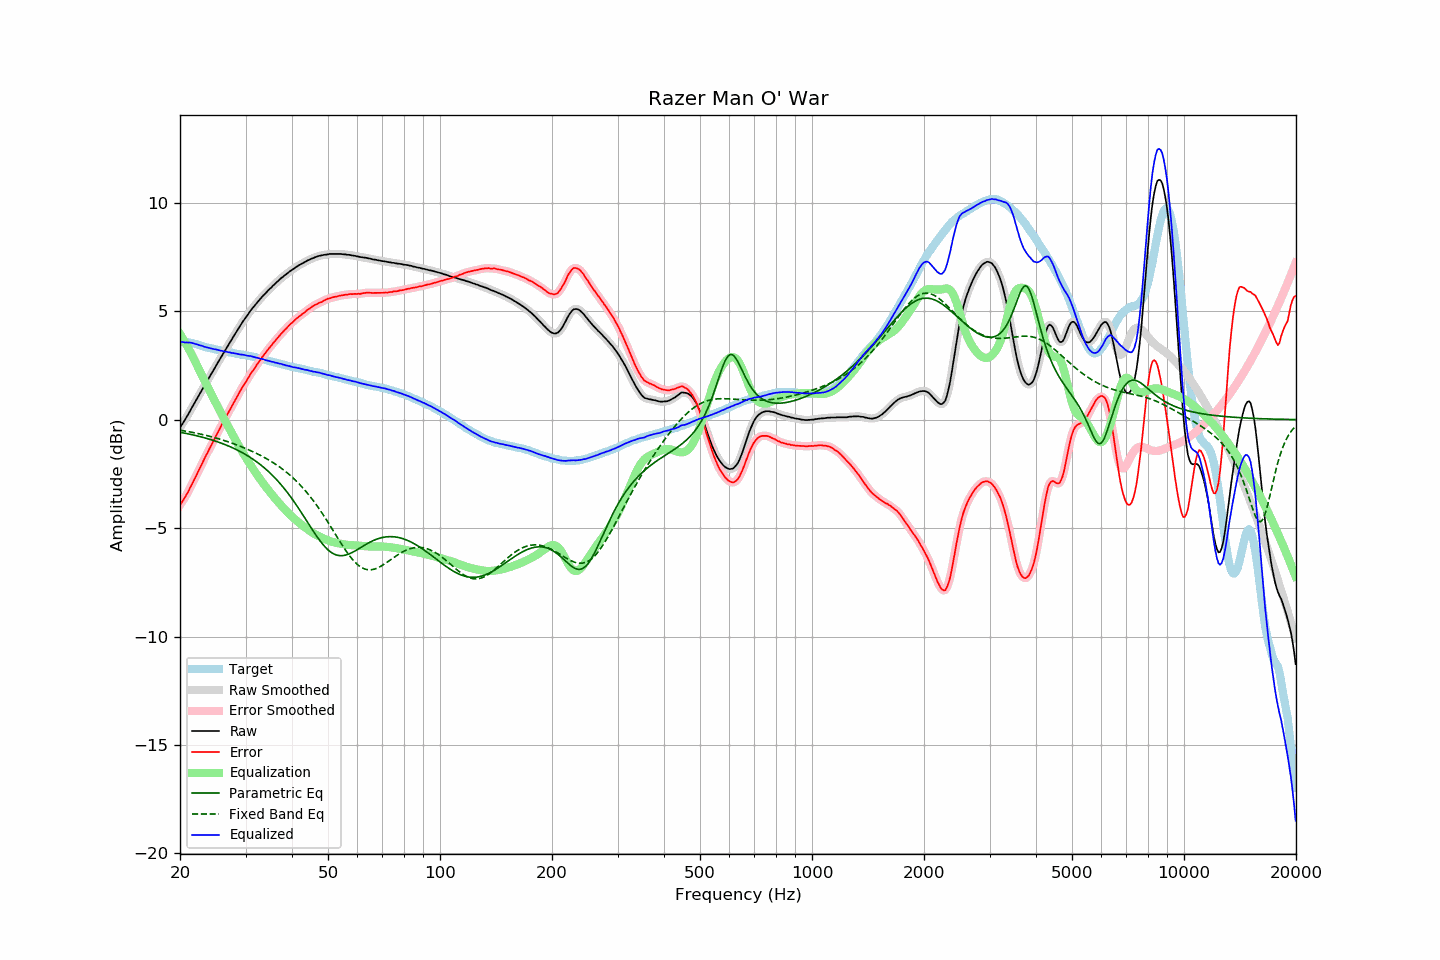 Razer Man O' War
Amplitude (dBr)
10
5
0
−5
−10
−15
−20
Target
Raw Smoothed
Error Smoothed
Raw
Error
Equalization
Parametric Eq
Fixed Band Eq
Equalized
20 50 100 200 500 1000 2000 5000 10000 20000
Frequency (Hz)